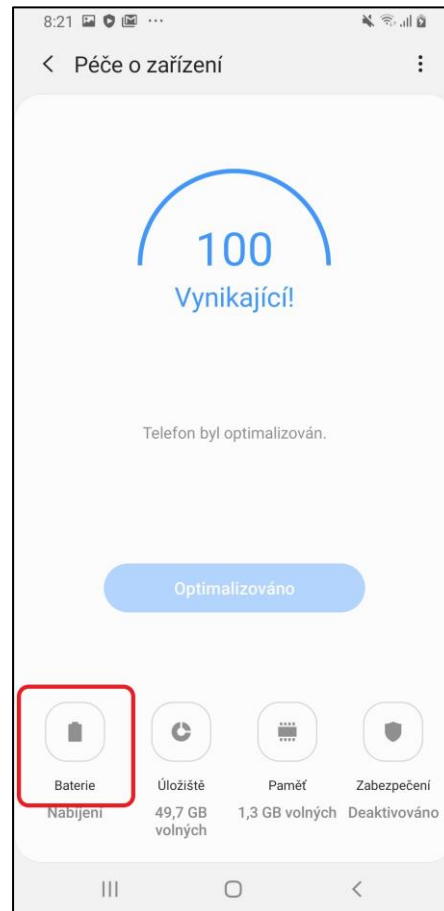 8:21
Péče o zařízení
100
Vynikající!
Telefon byl optimalizován.
Optimalizováno
Baterie
Nabíjení
Úložiště
49,7 GB
volných
Paměť
1,3 GB volných
Zabezpečení
Deaktivováno